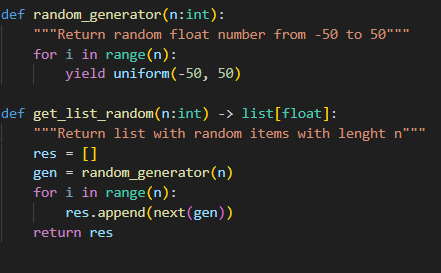 def random_generator(n:int):
    """Return random float number from -50 to 50"""
    for i in range(n):
        yield uniform(-50, 50)
def get_list_random(n:int) -> list[float]:
    """Return list with random items with lenght n"""
    res = []
    gen = random_generator(n)
    for i in range(n):
        res.append(next(gen))
    return res